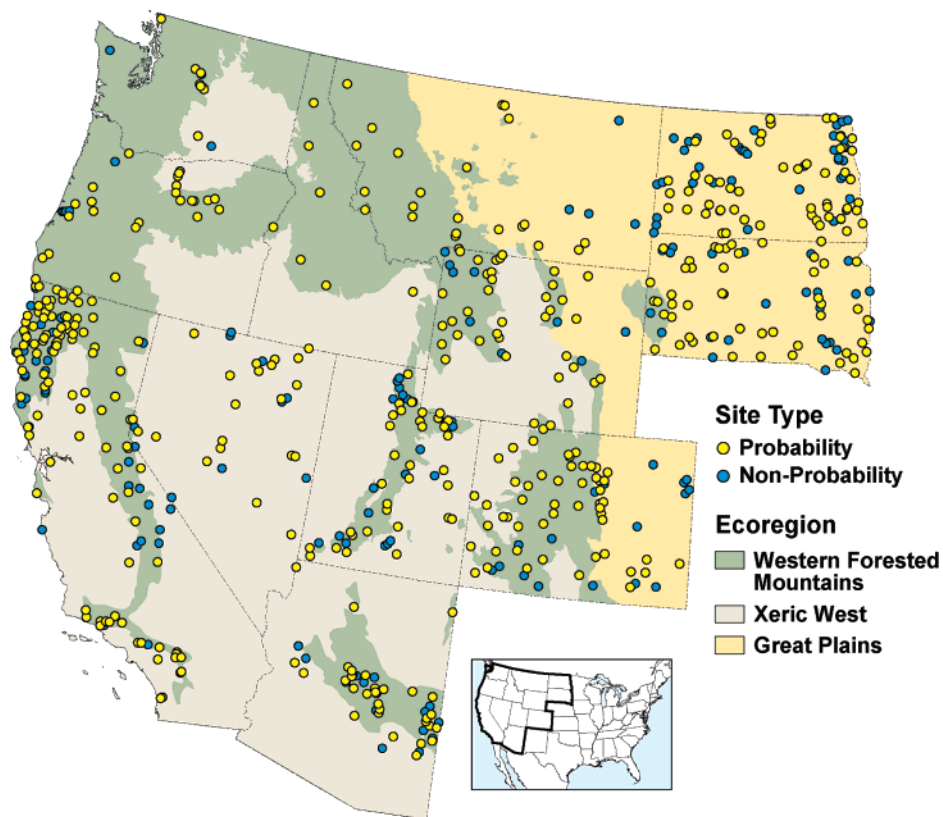 Site Type
Probability
Non-Probability
Ecoregion
Western Forested
Mountains
Xeric West
Great Plains